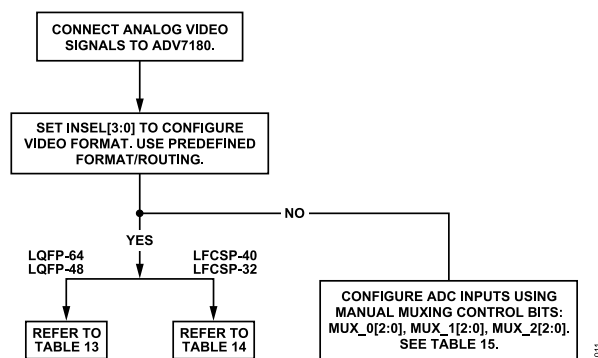 CONNECT ANALOG VIDEO
SIGNALS TO ADV7180.
SET INSEL[3:0] TO CONFIGURE
VIDEO FORMAT. USE PREDEFINED
FORMAT/ROUTING.
NO
YES
LQFP-64
LQFP-48
LFCSP-40
LFCSP-32
REFER TO
TABLE 13
REFER TO
TABLE 14
CONFIGURE ADC INPUTS USING
MANUAL MUXING CONTROL BITS:
MUX_0[2:0], MUX_1[2:0], MUX_2[2:0].
SEE TABLE 15.